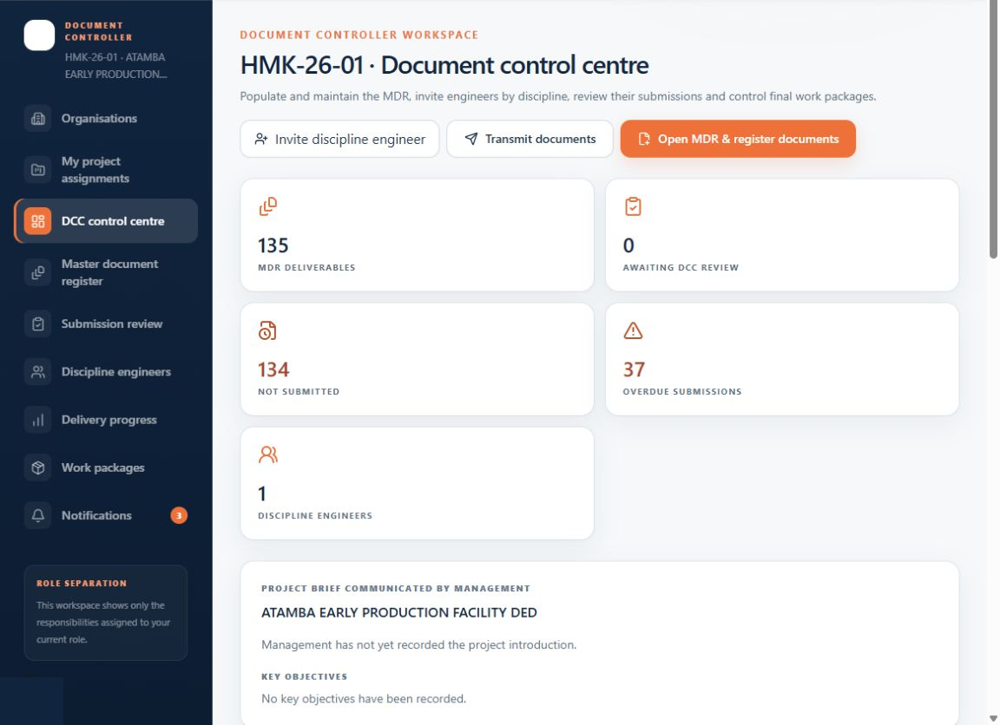 DOCUMENT
CONTROLLER
HMK-26-01 · ATAMBA
EARLY PRODUCTION...
Organisations
My project
assignments
DCC control centre
Master document
register
Submission review
Discipline engineers
Delivery progress
Work packages
Notifications
3
ROLE SEPARATION
This workspace shows only the
responsibilities assigned to your
current role.
DOCUMENT CONTROLLER WORKSPACE
HMK-26-01 · Document control centre
Populate and maintain the MDR, invite engineers by discipline, review their submissions and control final work packages.
Invite discipline engineer
Transmit documents
Open MDR & register documents
135
MDR DELIVERABLES
0
AWAITING DCC REVIEW
134
NOT SUBMITTED
37
OVERDUE SUBMISSIONS
1
DISCIPLINE ENGINEERS
PROJECT BRIEF COMMUNICATED BY MANAGEMENT
ATAMBA EARLY PRODUCTION FACILITY DED
Management has not yet recorded the project introduction.
KEY OBJECTIVES
No key objectives have been recorded.